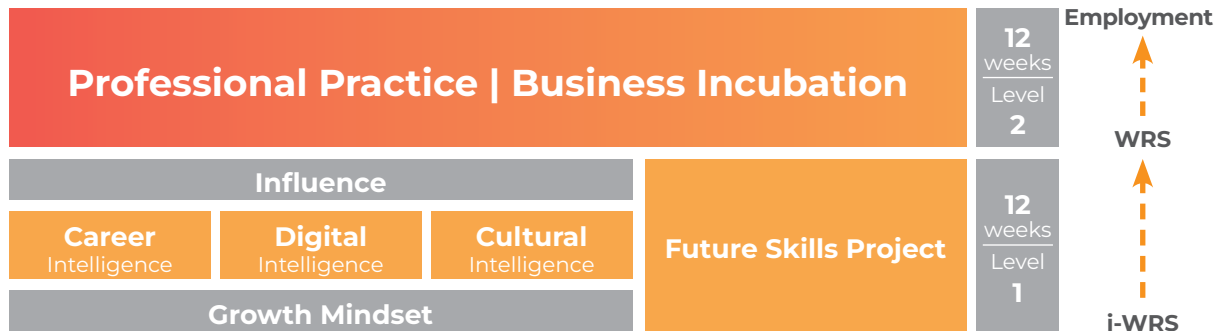 Professional Practice | Business Incubation
12
weeks
Level
2
Employment
WRS
Influence
Career
Intelligence
Digital
Intelligence
Cultural
Intelligence
Growth Mindset
Future Skills Project
12
weeks
Level
1
i-WRS